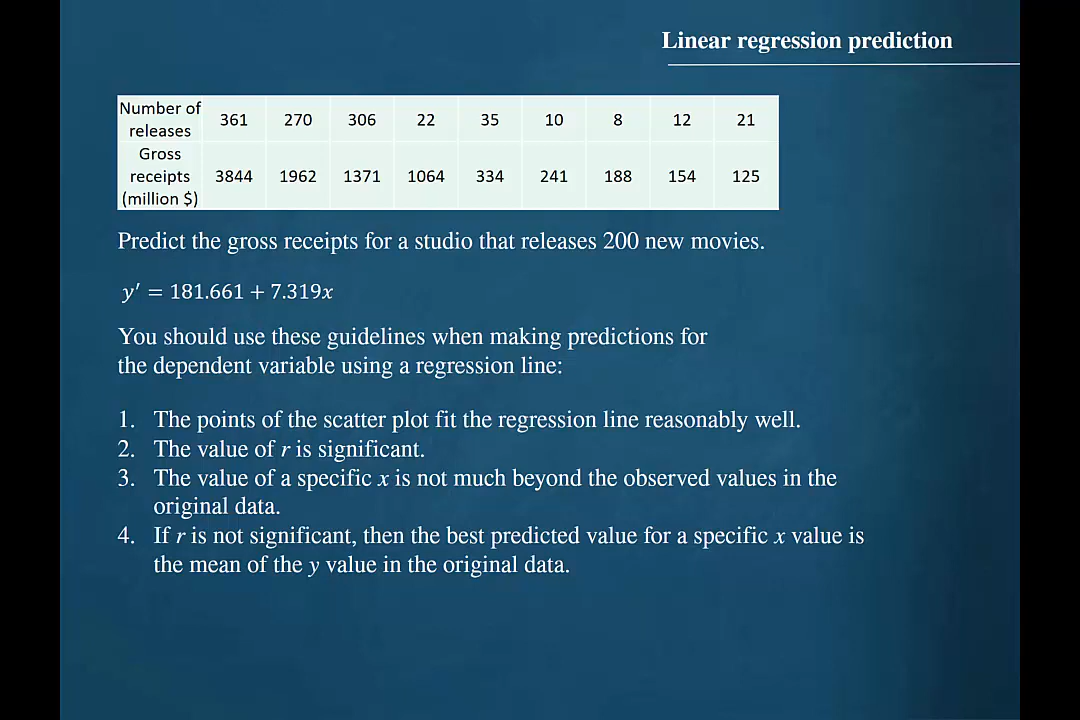 Linear regression prediction
Number of releases 361 270 306 22 35 10 8 12 21
Gross receipts (million $) 3844 1962 1371 1064 334 241 188 154 125
Predict the gross receipts for a studio that releases 200 new movies.
y′ = 181.661 + 7.319x
You should use these guidelines when making predictions for
the dependent variable using a regression line:
1. The points of the scatter plot fit the regression line reasonably well.
2. The value of r is significant.
3. The value of a specific x is not much beyond the observed values in the
original data.
4. If r is not significant, then the best predicted value for a specific x value is
the mean of the y value in the original data.